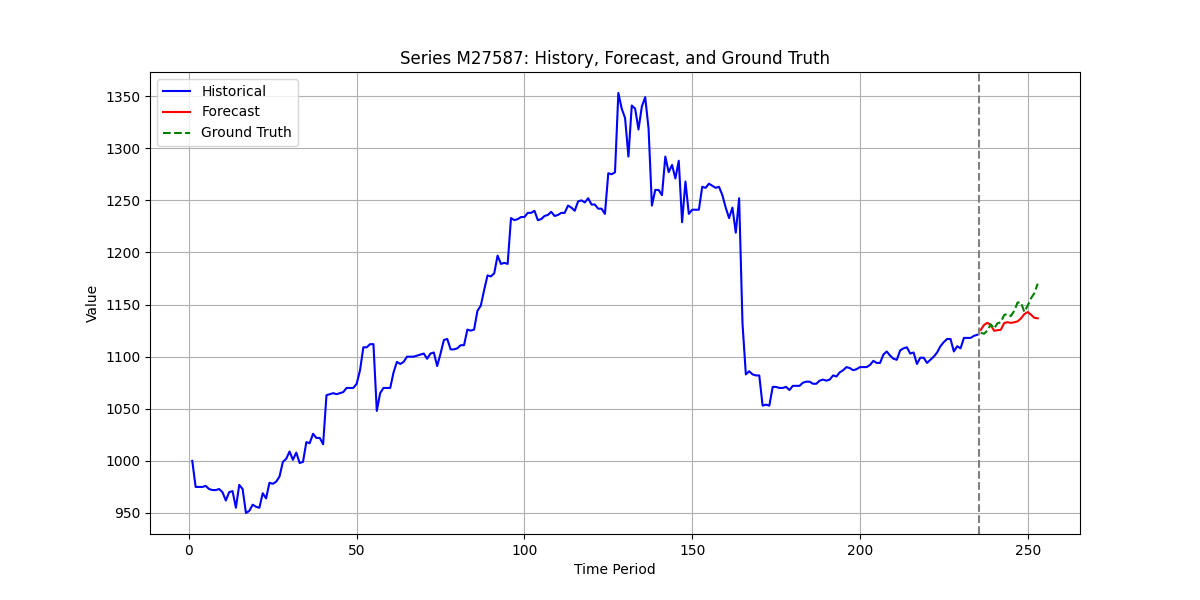 Series M27587: History, Forecast, and Ground Truth
Historical
Forecast
Ground Truth
1350
1300
1250
1200
1150
1100
1050
1000
950
Value
0 50 100 150 200 250
Time Period